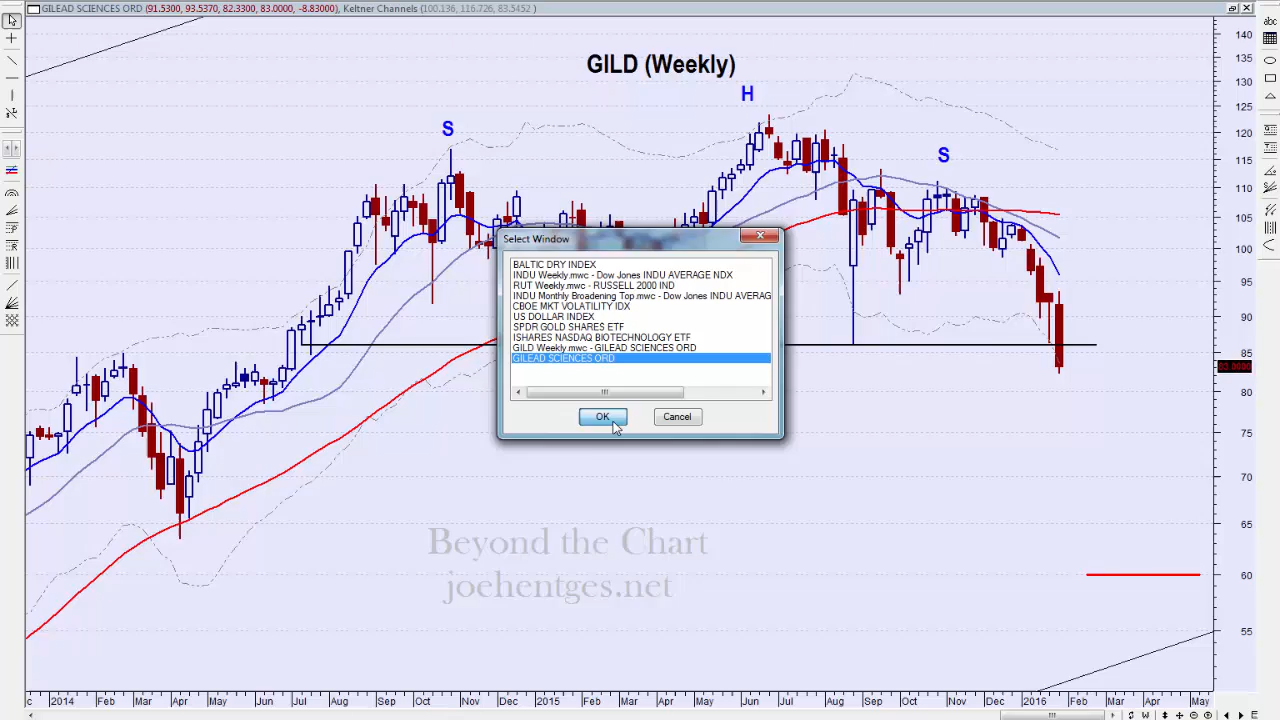 GILEAD SCIENCES ORD (91.5300, 93.5370, 82.3300, 83.0000, -8.83000), Keltner Channels (100.136, 116.726, 83.5452 )
GILD (Weekly)
H
S
S
abc
140
135
130
125
120
115
110
105
100
95
90
85
83.0000
80
75
70
65
60
55
Select Window
BALTIC DRY INDEX
INDU Weekly.mwc - Dow Jones INDU AVERAGE NDX
RUT Weekly.mwc - RUSSELL 2000 IND
INDU Monthly Broadening Top.mwc - Dow Jones INDU AVERAG
CBOE MKT VOLATILITY IDX
US DOLLAR INDEX
SPDR GOLD SHARES ETF
ISHARES NASDAQ BIOTECHNOLOGY ETF
GILD Weekly.mwc - GILEAD SCIENCES ORD
GILEAD SCIENCES ORD
OK Cancel
Beyond the Chart
joehentges.net
c 2014 Feb Mar Apr May Jun Jul Aug Sep Oct Nov Dec 2015 Mar Apr May Jun Jul Aug Sep Oct Nov Dec 2016 Feb Mar Apr May